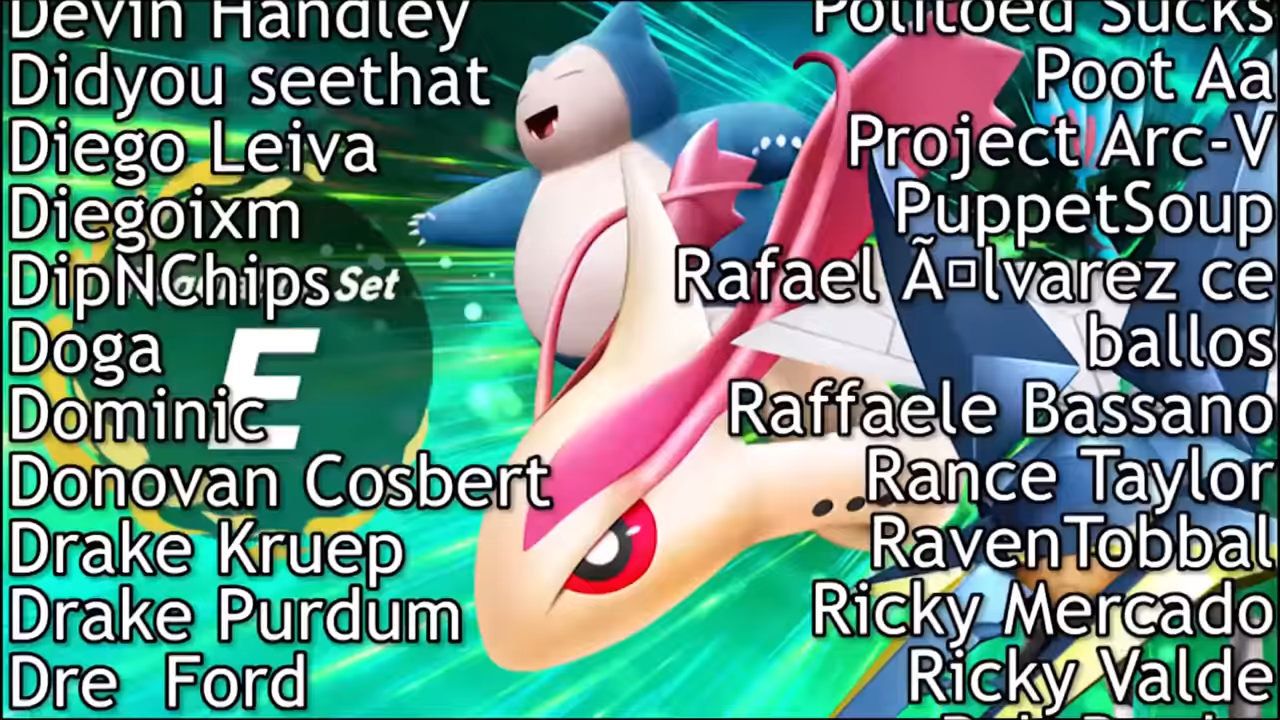 Devin Handley
Didyou seethat
Diego Leiva
Diegoixm
DipNChips
Set
Doga
E
Dominic
Donovan Cosbert
Drake Kruep
Drake Purdum
Dre Ford
Politoed Sucks
Poot Aa
Project Arc-V
PuppetSoup
Rafael Ã¤lvarez ce
ballos
Raffaele Bassano
Rance Taylor
RavenTobbal
Ricky Mercado
Ricky Valde